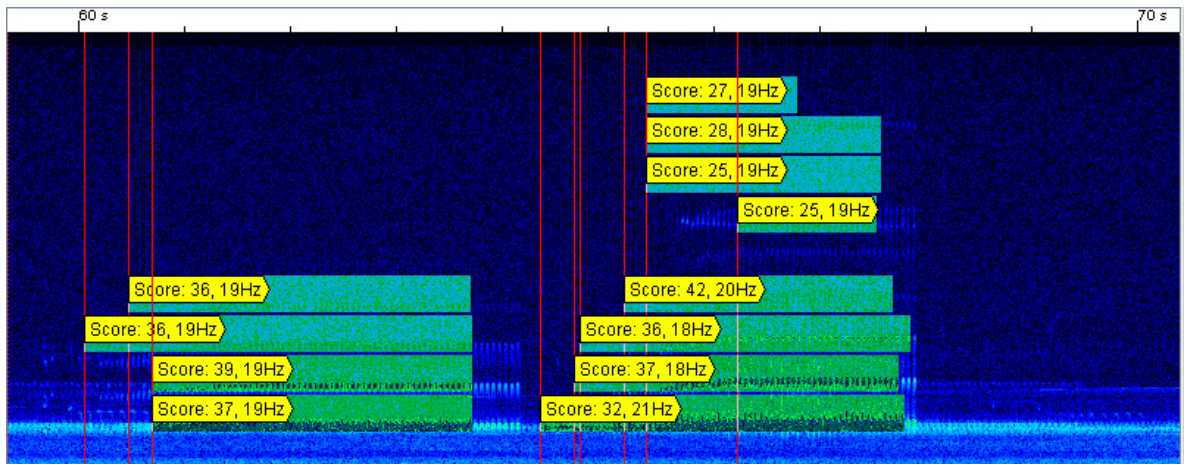 60 s 70 s
Score: 27, 19Hz
Score: 28, 19Hz
Score: 25, 19Hz
Score: 25, 19Hz
Score: 36, 19Hz Score: 42, 20Hz
Score: 36, 19Hz Score: 36, 18Hz
Score: 39, 19Hz Score: 37, 18Hz
Score: 37, 19Hz Score: 32, 21Hz